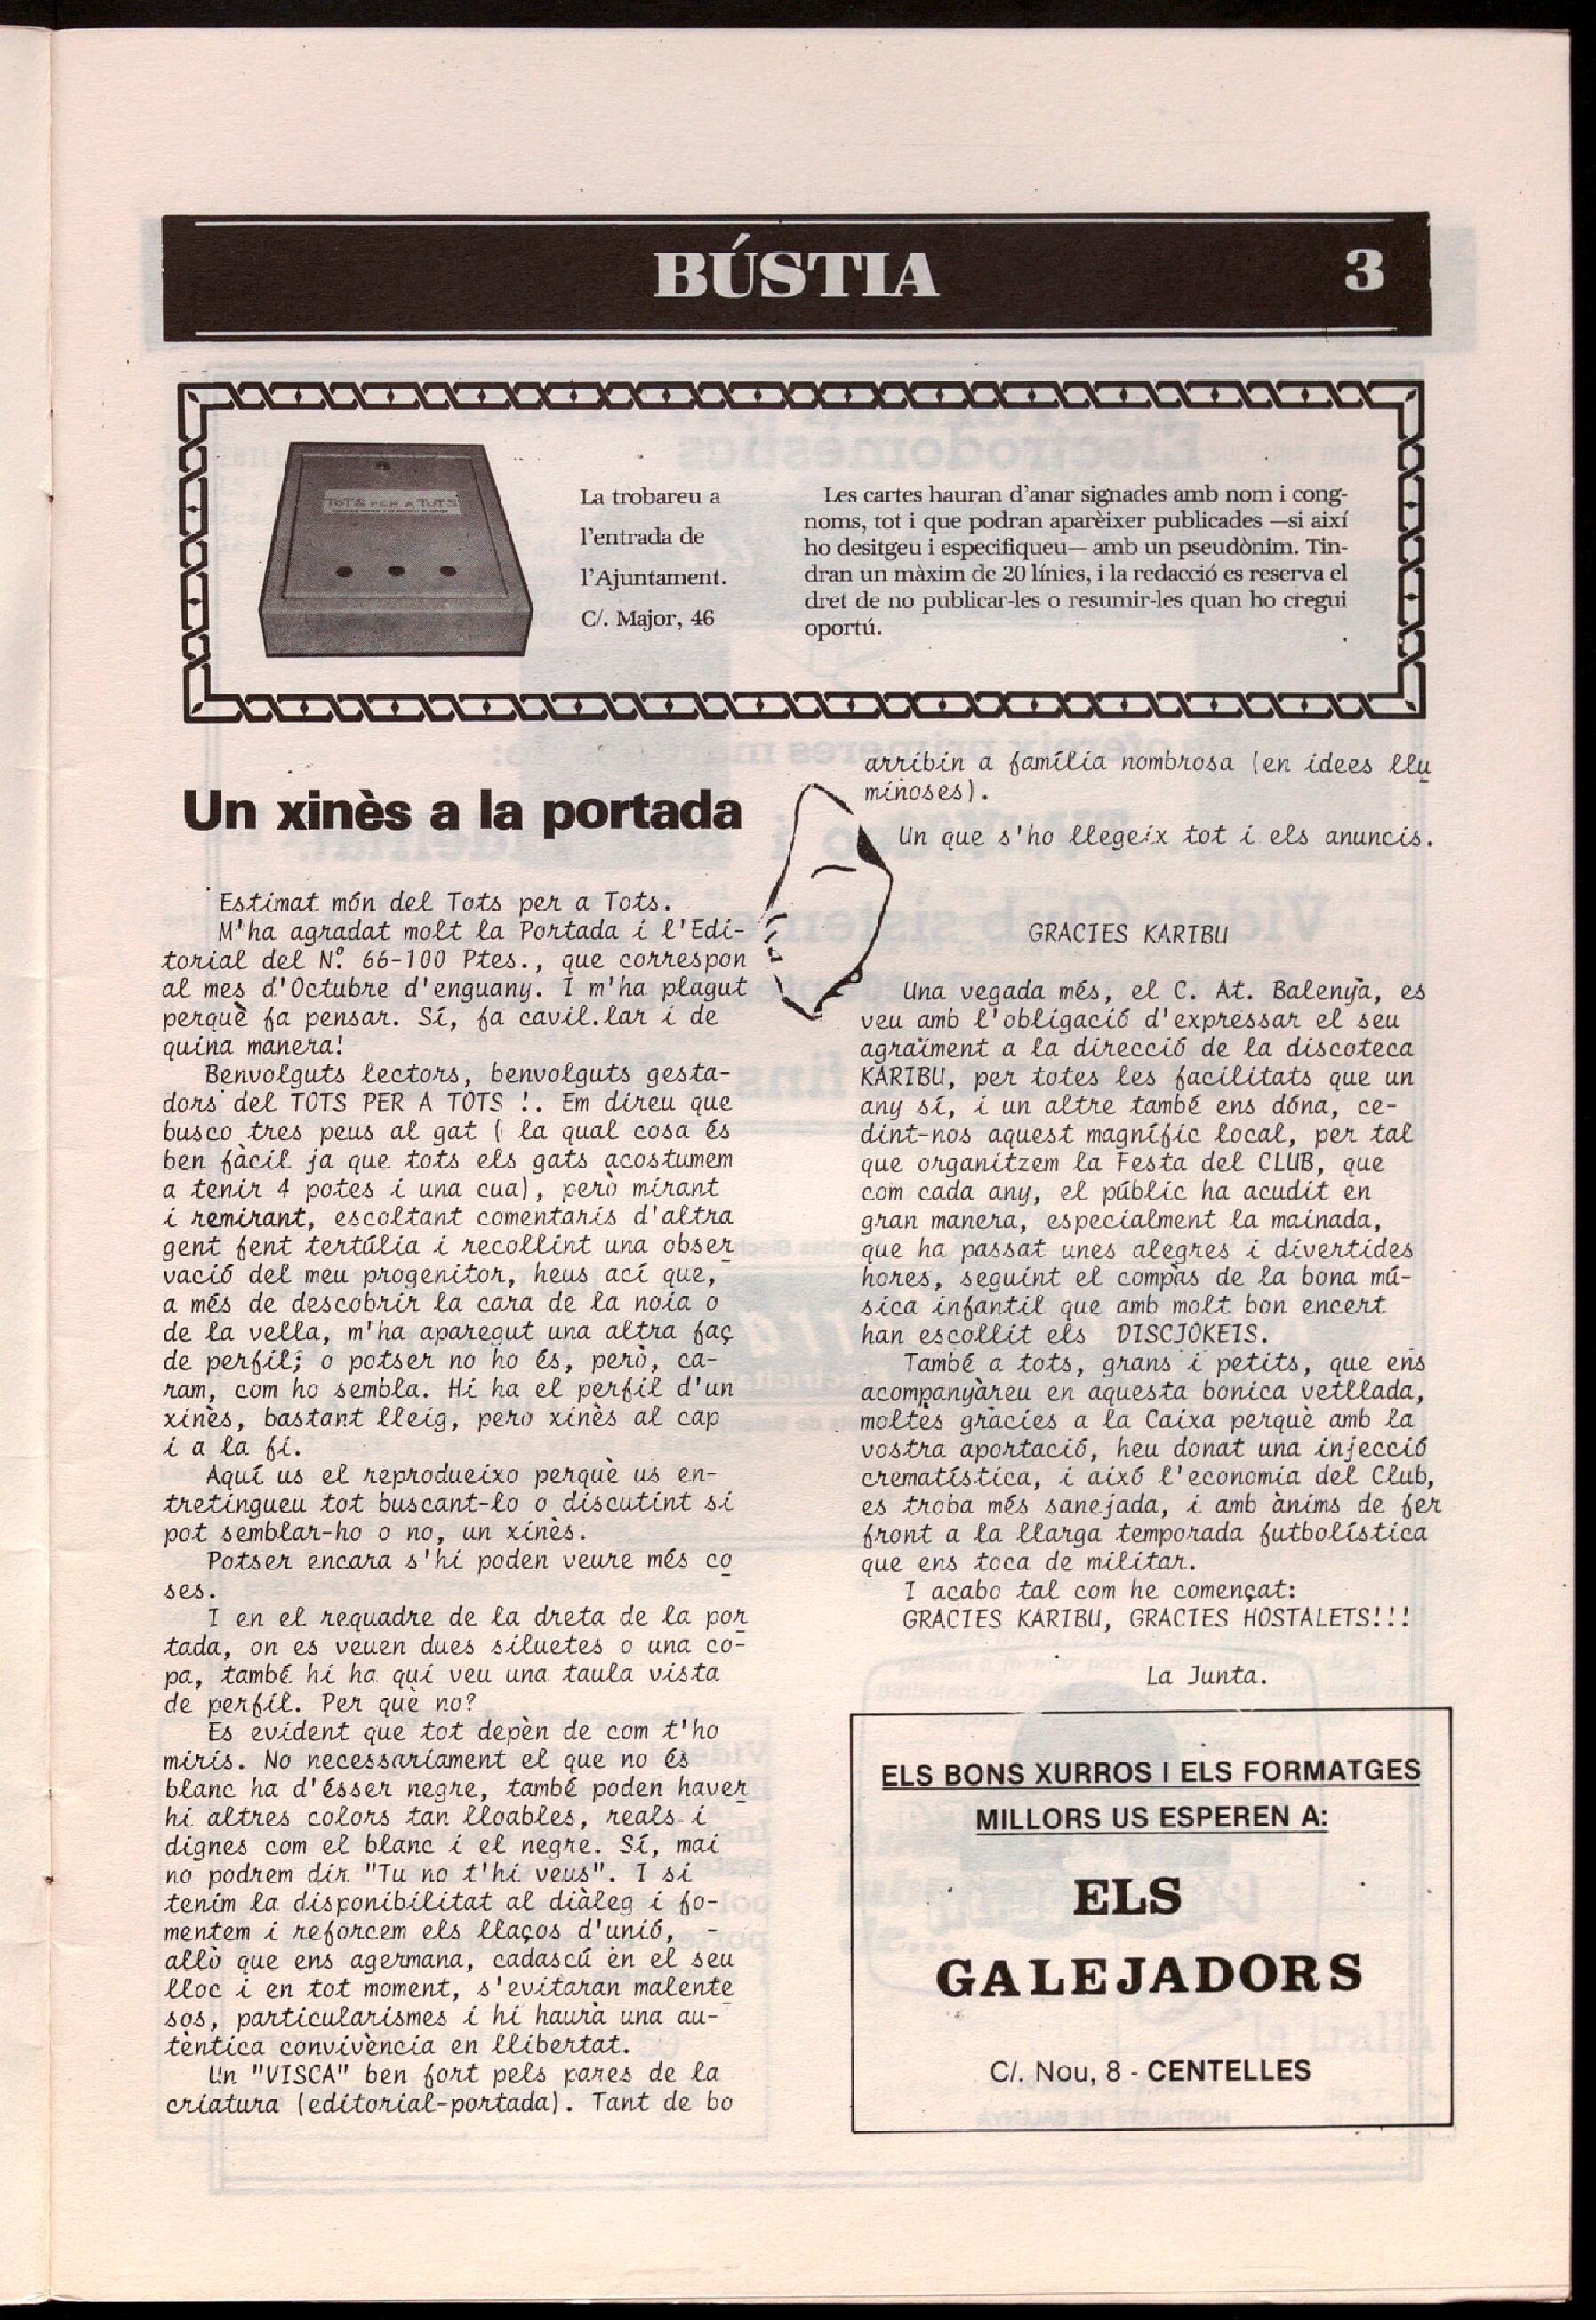 BÚSTIA
3
TOTS PER A TOTS
La trobareu a
l'entrada de
l'Ajuntament.
C/. Major, 46
Les cartes hauran d'anar signades amb nom i cong-
noms, tot i que podran aparèixer publicades —si així
ho desitgeu i especifiqueu— amb un pseudònim. Tin-
dran un màxim de 20 línies, i la redacció es reserva el
dret de no publicar-les o resumir-les quan ho cregui
oportú.
Un xinès a la portada
Estimat món del Tots per a Tots.
M'ha agradat molt la Portada i l'Edi-
torial del Nº 66-100 Ptes., que correspon
al mes d'Octubre d'enguany. I m'ha plagut
perquè fa pensar. Sí, fa cavil.lar i de
quina manera!
Benvolguts lectors, benvolguts gesta-
dors del TOTS PER A TOTS !. Em direu que
busco tres peus al gat ( la qual cosa és
ben fàcil ja que tots els gats acostumem
a tenir 4 potes i una cua), però mirant
i remirant, escoltant comentaris d'altra
gent fent tertúlia i recollint una obser
vació del meu progenitor, heus ací que,
a més de descobrir la cara de la noia o
de la vella, m'ha aparegut una altra faç
de perfil; o potser no ho és, però, ca-
ram, com ho sembla. Hi ha el perfil d'un
xinès, bastant lleig, pero xinès al cap
i a la fi.
Aquí us el reprodueixo perquè us en-
tretingueu tot buscant-lo o discutint si
pot semblar-ho o no, un xinès.
Potser encara s'hi poden veure més co
ses.
I en el requadre de la dreta de la por
tada, on es veuen dues siluetes o una co-
pa, també hi ha qui veu una taula vista
de perfil. Per què no?
Es evident que tot depèn de com t'ho
miris. No necessariament el que no és
blanc ha d'ésser negre, també poden haver
hi altres colors tan lloables, reals i
dignes com el blanc i el negre. Sí, mai
no podrem dir "Tu no t'hi veus". I si
tenim la disponibilitat al diàleg i fo-
mentem i reforcem els llaços d'unió, -
allò que ens agermana, cadascú en el seu
lloc i en tot moment, s'evitaran malente
sos, particularismes i hi haurà una au-
tèntica convivència en llibertat.
Un "VISCA" ben fort pels pares de la
criatura (editorial-portada). Tant de bo
arribin a família nombrosa (en idees llu
minoses).
Un que s'ho llegeix tot i els anuncis.
GRACIES KARIBU
Una vegada més, el C. At. Balenyà, es
veu amb l'obligació d'expressar el seu
agraïment a la direcció de la discoteca
KARIBU, per totes les facilitats que un
any sí, i un altre també ens dóna, ce-
dint-nos aquest magnífic local, per tal
que organitzem la Festa del CLUB, que
com cada any, el públic ha acudit en
gran manera, especialment la mainada,
que ha passat unes alegres i divertides
hores, seguint el compàs de la bona mú-
sica infantil que amb molt bon encert
han escollit els DISCJOKEIS.
També a tots, grans i petits, que ens
acompanyàreu en aquesta bonica vetllada,
moltes gràcies a la Caixa perquè amb la
vostra aportació, heu donat una injecció
crematística, i aixó l'economia del Club,
es troba més sanejada, i amb ànims de fer
front a la llarga temporada futbolística
que ens toca de militar.
I acabo tal com he començat:
GRACIES KARIBU, GRACIES HOSTALETS!!!
La Junta.
ELS BONS XURROS I ELS FORMATGES
MILLORS US ESPEREN A:
ELS
GALEJADORS
C/. Nou, 8 - CENTELLES